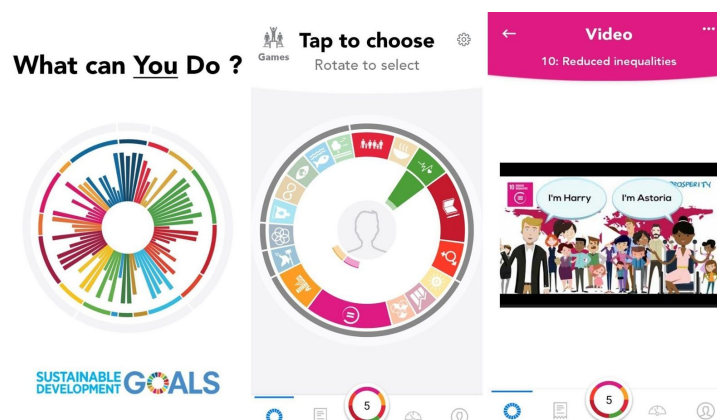 What can You Do ?
SUSTAINABLE
DEVELOPMENT
GOALS
Games
Tap to choose
Rotate to select
5
Video
10: Reduced inequalities
10
PROSPERITY
I'm Harry
I'm Astoria
5